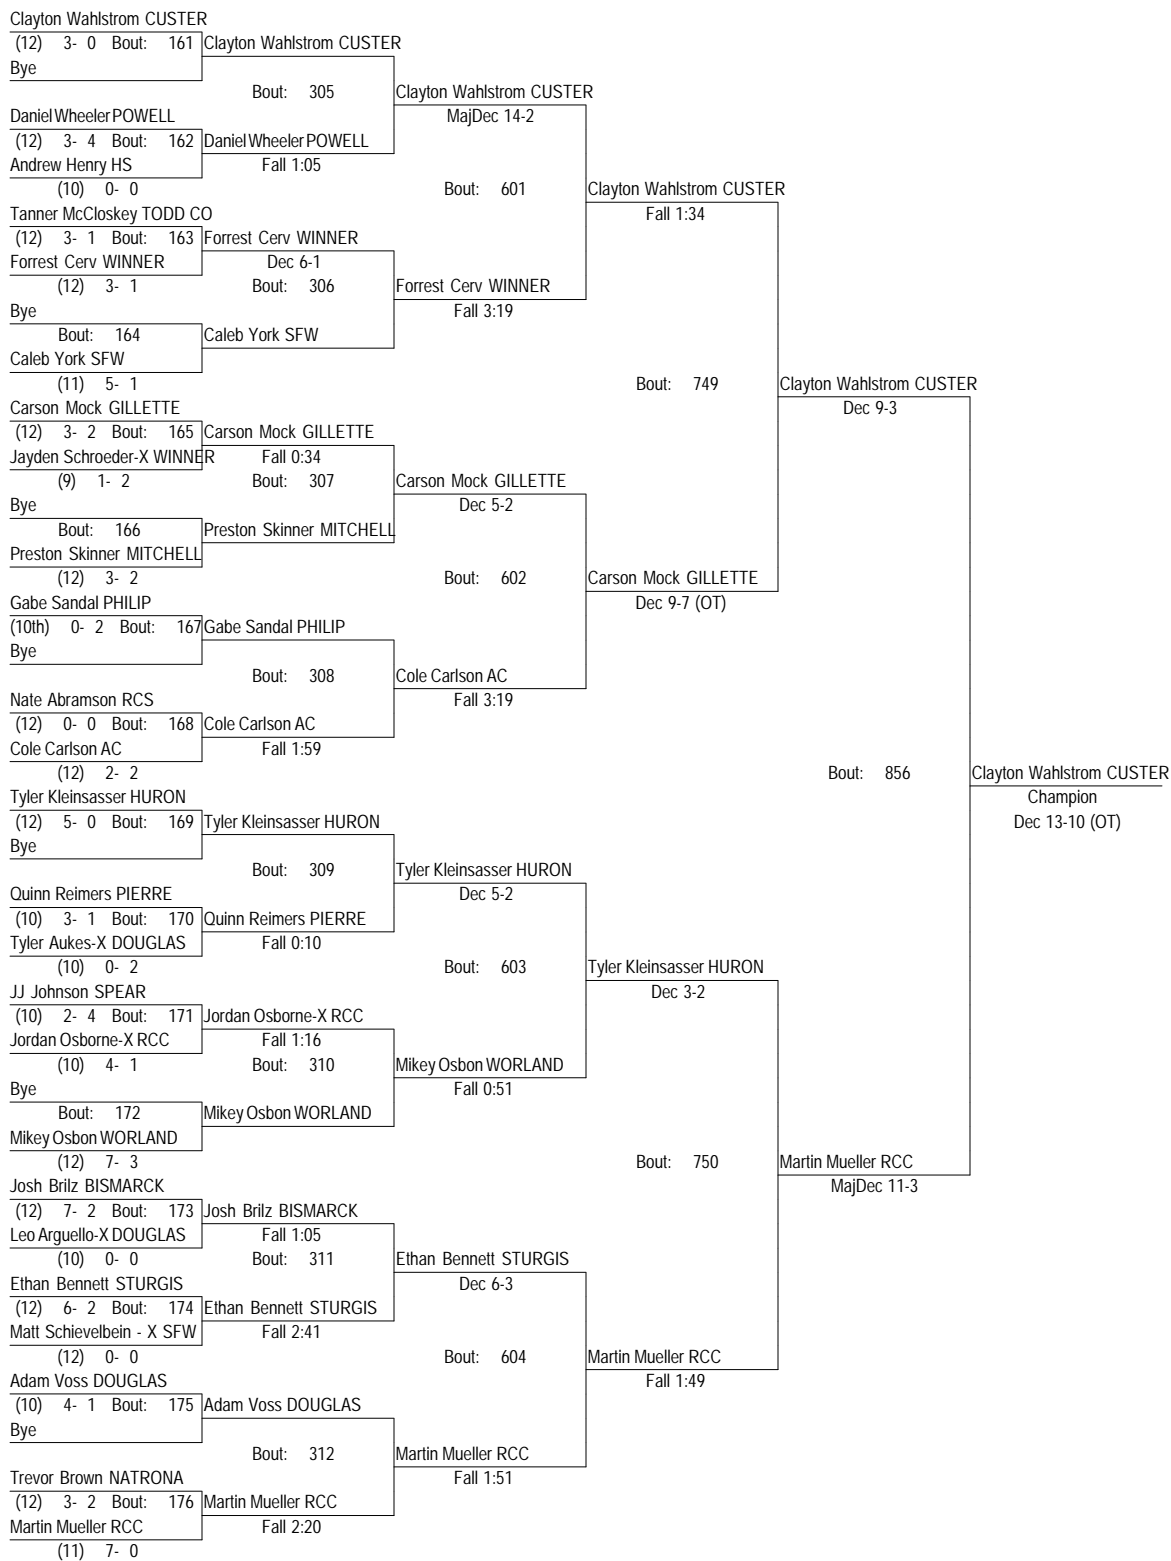 Clayton Wahlstrom CUSTER
(12) 3- 0 Bout: 161 Clayton Wahlstrom CUSTER
Bye
Bout: 305 Clayton Wahlstrom CUSTER
Daniel Wheeler POWELL MajDec 14-2
(12) 3- 4 Bout: 162 Daniel Wheeler POWELL
Andrew Henry HS Fall 1:05
(10) 0- 0 Bout: 601 Clayton Wahlstrom CUSTER
Tanner McCloskey TODD CO Fall 1:34
(12) 3- 1 Bout: 163 Forrest Cerv WINNER
Forrest Cerv WINNER Dec 6-1
(12) 3- 1 Bout: 306 Forrest Cerv WINNER
Bye Fall 3:19
Bout: 164 Caleb York SFW
Caleb York SFW
(11) 5- 1 Bout: 749 Clayton Wahlstrom CUSTER
Carson Mock GILLETTE Dec 9-3
(12) 3- 2 Bout: 165 Carson Mock GILLETTE
Jayden Schroeder-X WINNER Fall 0:34
(9) 1- 2 Bout: 307 Carson Mock GILLETTE
Bye Dec 5-2
Bout: 166 Preston Skinner MITCHELL
Preston Skinner MITCHELL
(12) 3- 2 Bout: 602 Carson Mock GILLETTE
Gabe Sandal PHILIP Dec 9-7 (OT)
(10th) 0- 2 Bout: 167 Gabe Sandal PHILIP
Bye
Bout: 308 Cole Carlson AC
Nate Abramson RCS Fall 3:19
(12) 0- 0 Bout: 168 Cole Carlson AC
Cole Carlson AC Fall 1:59
(12) 2- 2 Bout: 856 Clayton Wahlstrom CUSTER
Tyler Kleinsasser HURON Champion
(12) 5- 0 Bout: 169 Tyler Kleinsasser HURON Dec 13-10 (OT)
Bye
Bout: 309 Tyler Kleinsasser HURON
Quinn Reimers PIERRE Dec 5-2
(10) 3- 1 Bout: 170 Quinn Reimers PIERRE
Tyler Aukes-X DOUGLAS Fall 0:10
(10) 0- 2 Bout: 603 Tyler Kleinsasser HURON
JJ Johnson SPEAR Dec 3-2
(10) 2- 4 Bout: 171 Jordan Osborne-X RCC
Jordan Osborne-X RCC Fall 1:16
(10) 4- 1 Bout: 310 Mikey Osbon WORLAND
Bye Fall 0:51
Bout: 172 Mikey Osbon WORLAND
Mikey Osbon WORLAND
(12) 7- 3 Bout: 750 Martin Mueller RCC
Josh Brilz BISMARCK MajDec 11-3
(12) 7- 2 Bout: 173 Josh Brilz BISMARCK
Leo Arguello-X DOUGLAS Fall 1:05
(10) 0- 0 Bout: 311 Ethan Bennett STURGIS
Ethan Bennett STURGIS Dec 6-3
(12) 6- 2 Bout: 174 Ethan Bennett STURGIS
Matt Schievelbein - X SFW Fall 2:41
(12) 0- 0 Bout: 604 Martin Mueller RCC
Adam Voss DOUGLAS Fall 1:49
(10) 4- 1 Bout: 175 Adam Voss DOUGLAS
Bye
Bout: 312 Martin Mueller RCC
Trevor Brown NATRONA Fall 1:51
(12) 3- 2 Bout: 176 Martin Mueller RCC
Martin Mueller RCC Fall 2:20
(11) 7- 0